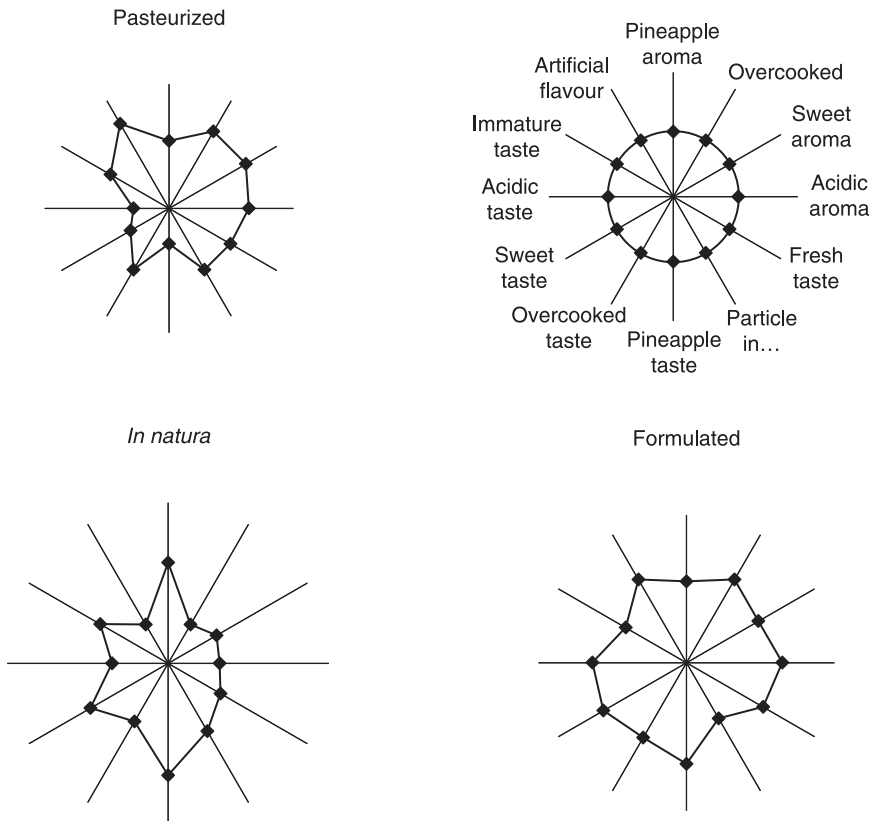 Pasteurized
Pineapple
aroma
Artificial
flavour
Overcooked
Immature
taste
Sweet
aroma
Acidic
taste
Acidic
aroma
Sweet
taste
Fresh
taste
Overcooked
taste
Pineapple
taste
Particle
in…
In natura
Formulated